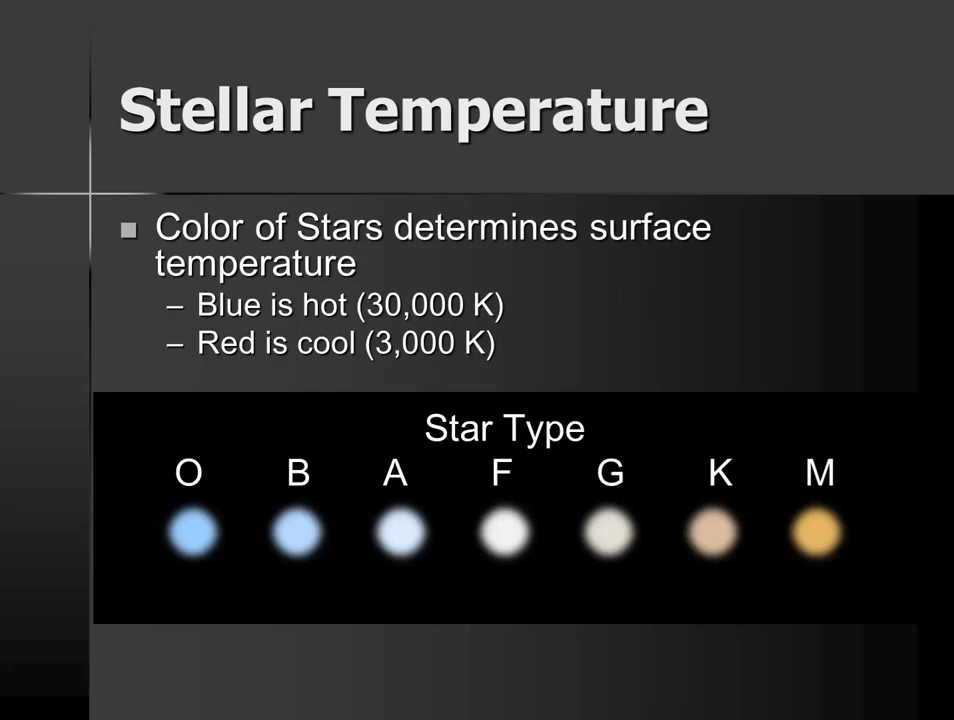 Stellar Temperature
Color of Stars determines surface
temperature
– Blue is hot (30,000 K)
– Red is cool (3,000 K)
Star Type
O B A F G K M